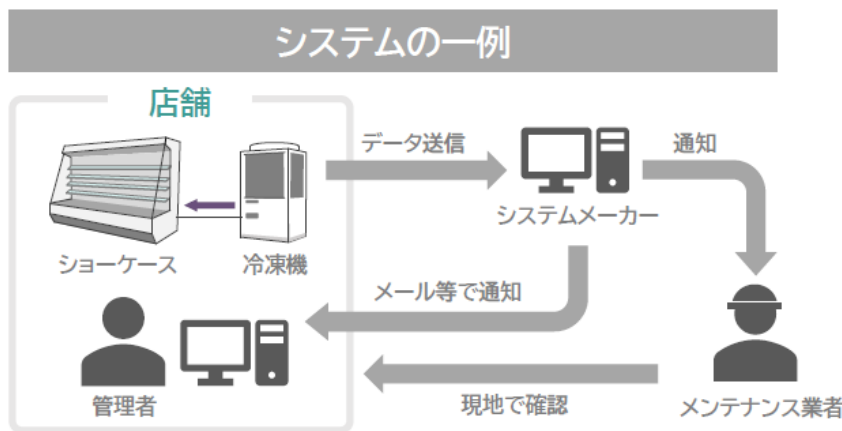 システムの一例
店舗
データ送信
通知
システムメーカー
ショーケース
冷凍機
メール等で通知
管理者
現地で確認
メンテナンス業者